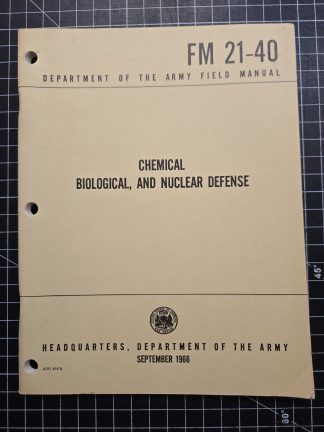 FM 21-40
DEPARTMENT OF THE ARMY FIELD MANUAL
CHEMICAL
BIOLOGICAL, AND NUCLEAR DEFENSE
HEADQUARTERS, DEPARTMENT OF THE ARMY
SEPTEMBER 1966
45°
60°